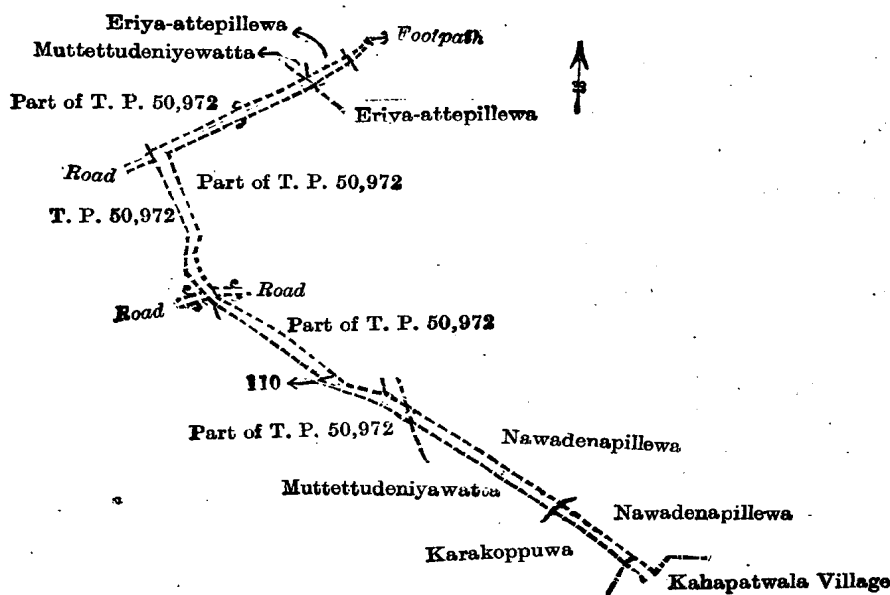 Eriya-attepillewa
Footpath
Muttettudeniyewatta
Part of T. P. 50,972
Eriya-attepillewa
Road
Part of T. P. 50,972
T. P. 50,972
Road
Road
Part of T. P. 50,972
110
Part of T. P. 50,972
Nawadenapillewa
Muttettudeniyawatta
Nawadenapillewa
Karakoppuwa
Kahapatwala Village